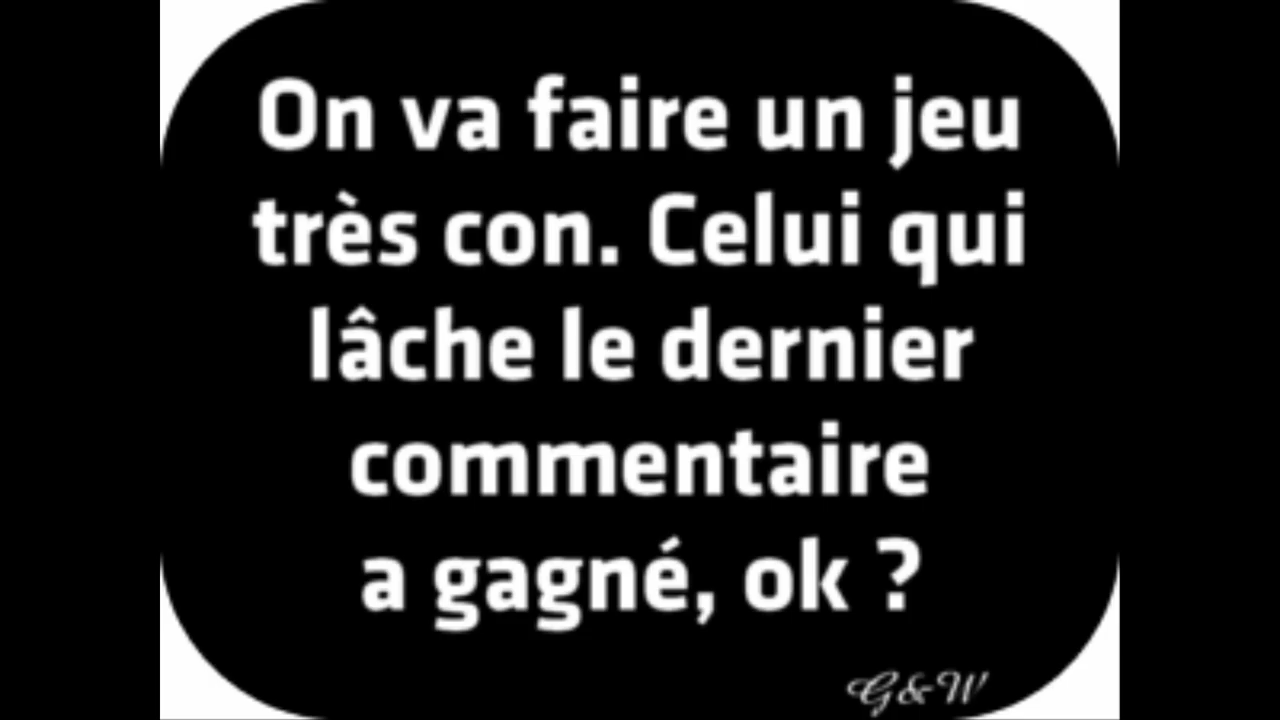 On va faire un jeu
très con. Celui qui
lâche le dernier
commentaire
a gagné, ok ?
G&W